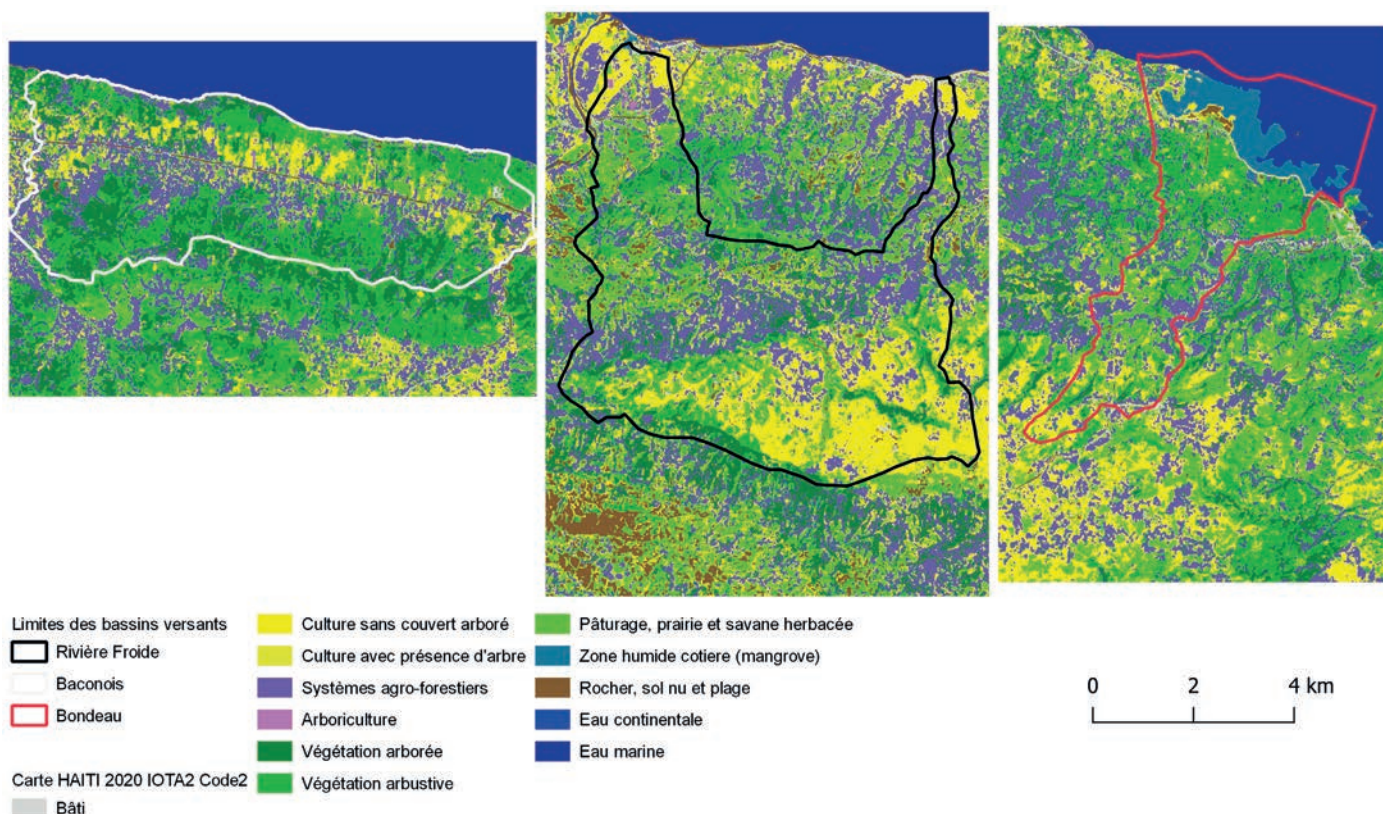 Limites des bassins versants
Rivière Froide
Baconois
Bondeau
Carte HAITI 2020 IOTA2 Code2
Bâti
Culture sans couvert arboré
Culture avec présence d'arbre
Systèmes agro-forestiers
Arboriculture
Végétation arborée
Végétation arbustive
Pâturage, prairie et savane herbacée
Zone humide cotiere (mangrove)
Rocher, sol nu et plage
Eau continentale
Eau marine
0 2 4 km